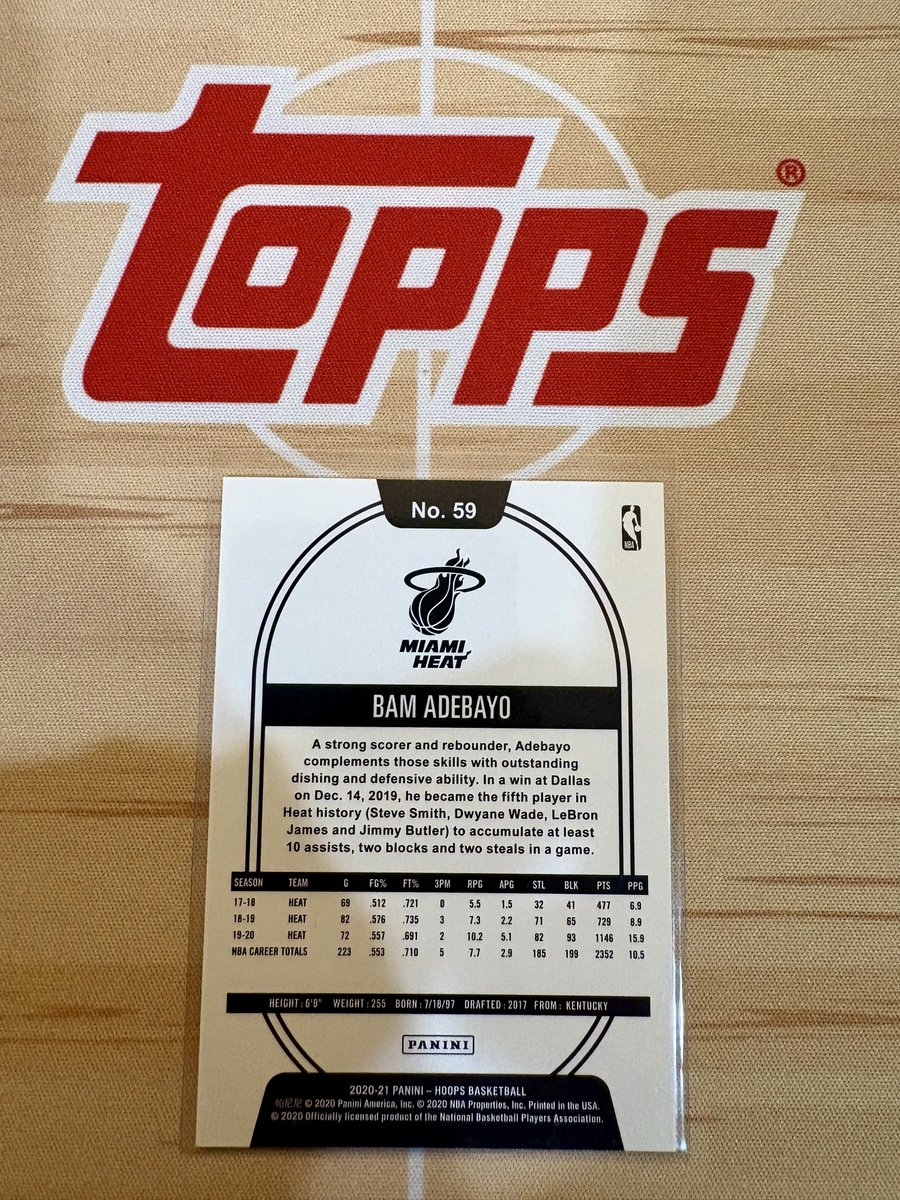 TOPPS®
No. 59
NBA
MIAMI
HEAT
BAM ADEBAYO
A strong scorer and rebounder, Adebayo
complements those skills with outstanding
dishing and defensive ability. In a win at Dallas
on Dec. 14, 2019, he became the fifth player in
Heat history (Steve Smith, Dwyane Wade, LeBron
James and Jimmy Butler) to accumulate at least
10 assists, two blocks and two steals in a game.
SEASON TEAM G FG% FT% 3PM RPG APG STL BLK PTS PPG
17-18 HEAT 69 .512 .721 0 5.5 1.5 32 41 477 6.9
18-19 HEAT 82 .576 .735 3 7.3 2.2 71 65 729 8.9
19-20 HEAT 72 .557 .691 2 10.2 5.1 82 93 1146 15.9
NBA CAREER TOTALS 223 .553 .710 5 7.7 2.9 185 199 2352 10.5
HEIGHT: 6'9" WEIGHT: 255 BORN: 7/18/97 DRAFTED: 2017 FROM: KENTUCKY
PANINI
2020-21 PANINI – HOOPS BASKETBALL
帕尼尼 © 2020 Panini America, Inc. © 2020 NBA Properties, Inc. Printed in the USA.
© 2020 Officially licensed product of the National Basketball Players Association.